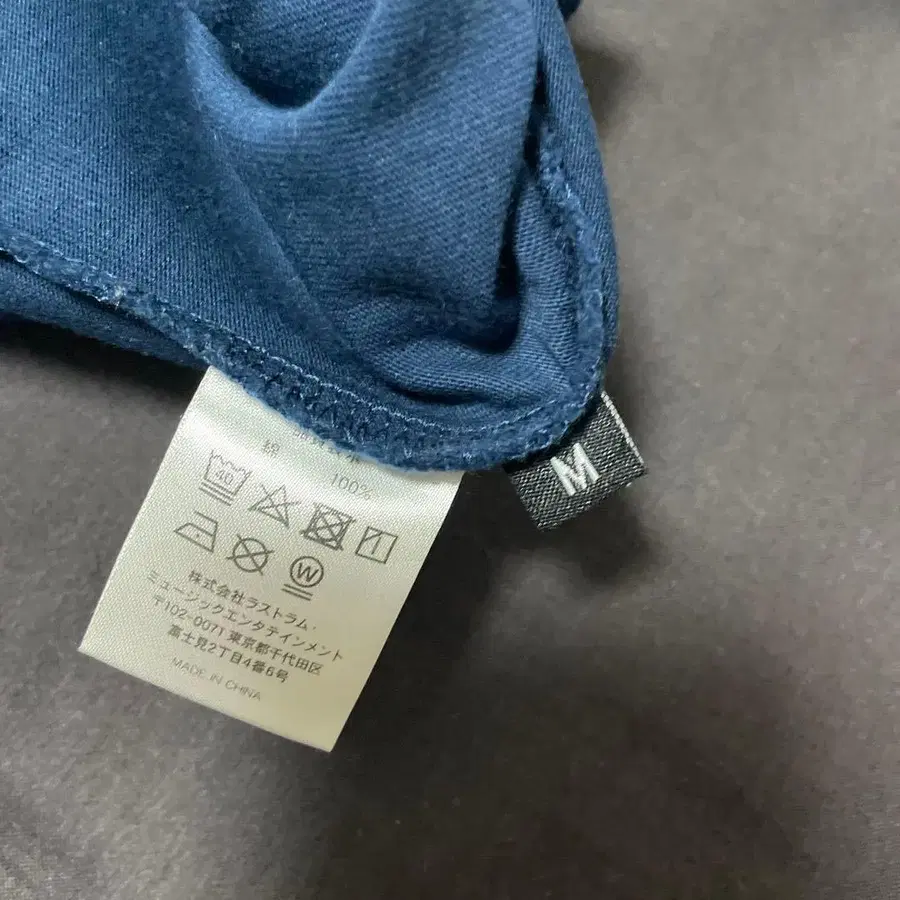 綿 100%
40
W
株式会社ラストラム・
ミュージックエンタテインメント
〒102-0071 東京都千代田区
富士見2丁目4番6号
MADE IN CHINA
M